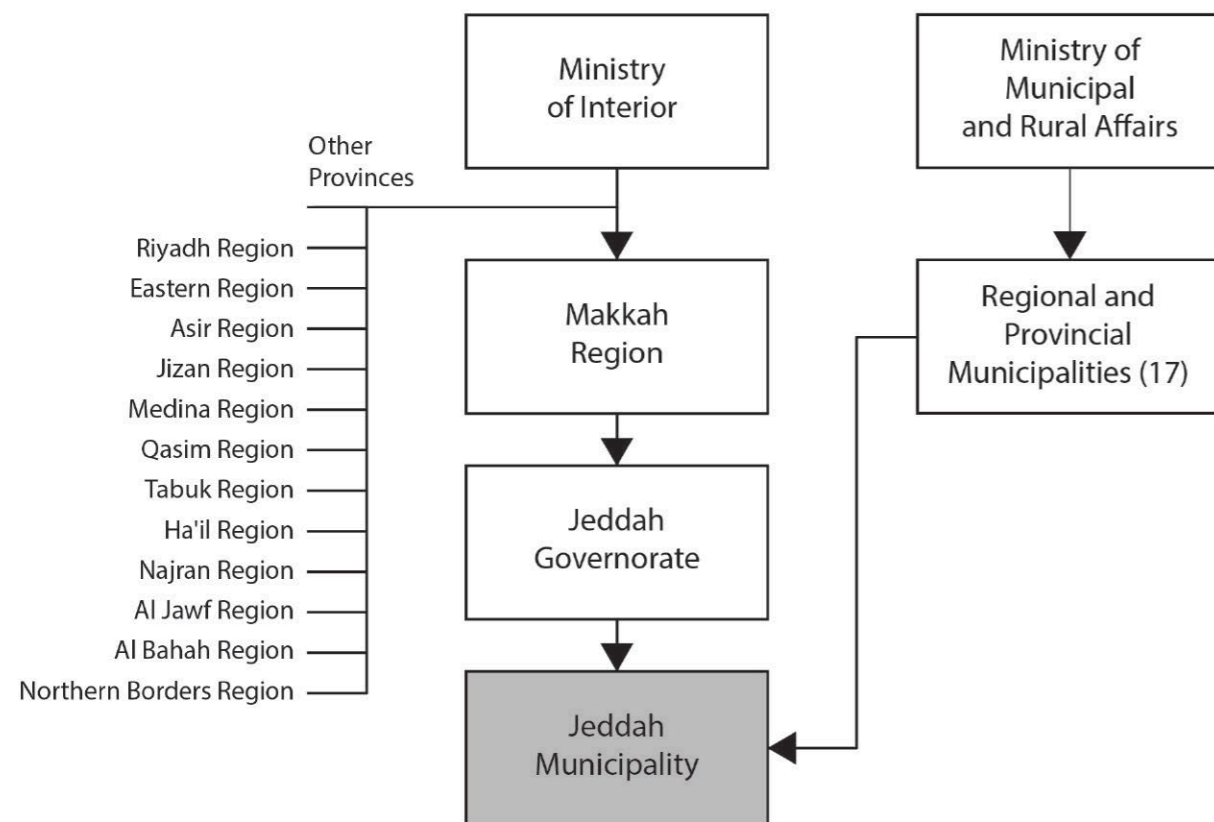 Ministry
of Interior
Ministry of
Municipal
and Rural Affairs
Other
Provinces
Riyadh Region
Eastern Region
Asir Region
Jizan Region
Medina Region
Qasim Region
Tabuk Region
Ha'il Region
Najran Region
Al Jawf Region
Al Bahah Region
Northern Borders Region
Makkah
Region
Regional and
Provincial
Municipalities (17)
Jeddah
Governorate
Jeddah
Municipality